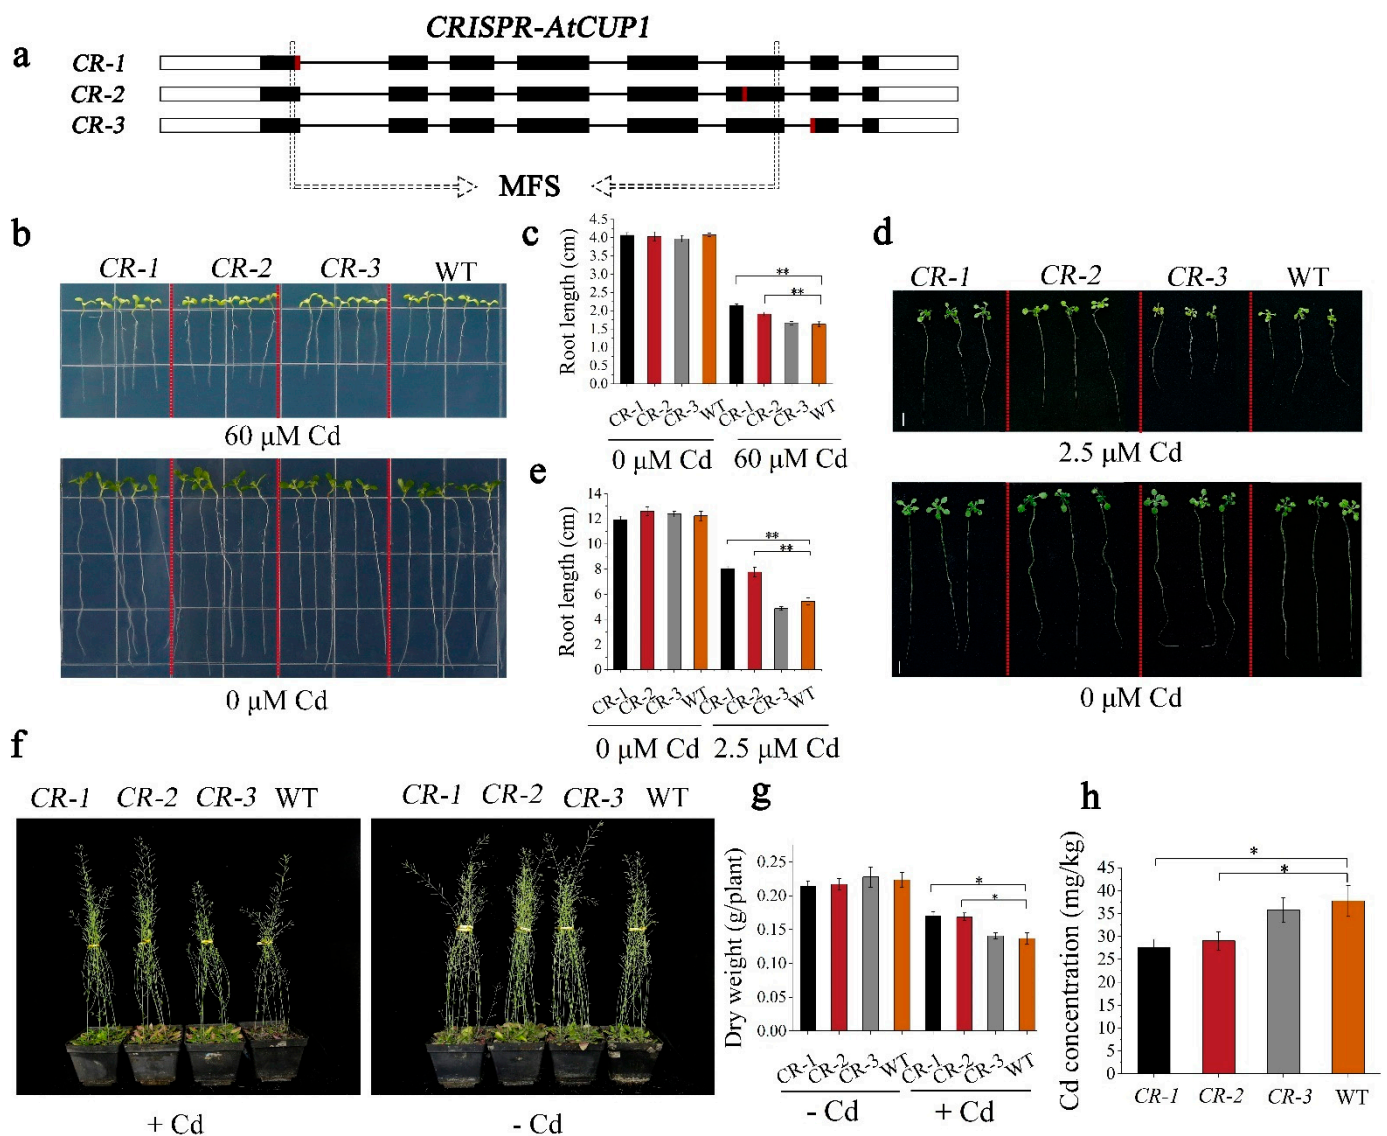 CRISPR-AtCUP1
a
CR-1
CR-2
CR-3
MFS
b
CR-1 CR-2 CR-3 WT
60 μM Cd
0 μM Cd
c
Root length (cm)
4.5
4.0
3.5
3.0
2.5
2.0
1.5
1.0
0.5
0.0
** **
CR-1 CR-2 CR-3 WT CR-1 CR-2 CR-3 WT
0 μM Cd 60 μM Cd
d
CR-1 CR-2 CR-3 WT
2.5 μM Cd
0 μM Cd
e
Root length (cm)
14
12
10
8
6
4
2
0
** **
CR-1 CR-2 CR-3 WT CR-1 CR-2 CR-3 WT
0 μM Cd 2.5 μM Cd
f
CR-1 CR-2 CR-3 WT
CR-1 CR-2 CR-3 WT
+ Cd
- Cd
g
Dry weight (g/plant)
0.25
0.20
0.15
0.10
0.05
0.00
* *
CR-1 CR-2 CR-3 WT CR-1 CR-2 CR-3 WT
- Cd + Cd
h
Cd concentration (mg/kg)
45
40
35
30
25
20
15
10
5
0
* *
CR-1 CR-2 CR-3 WT